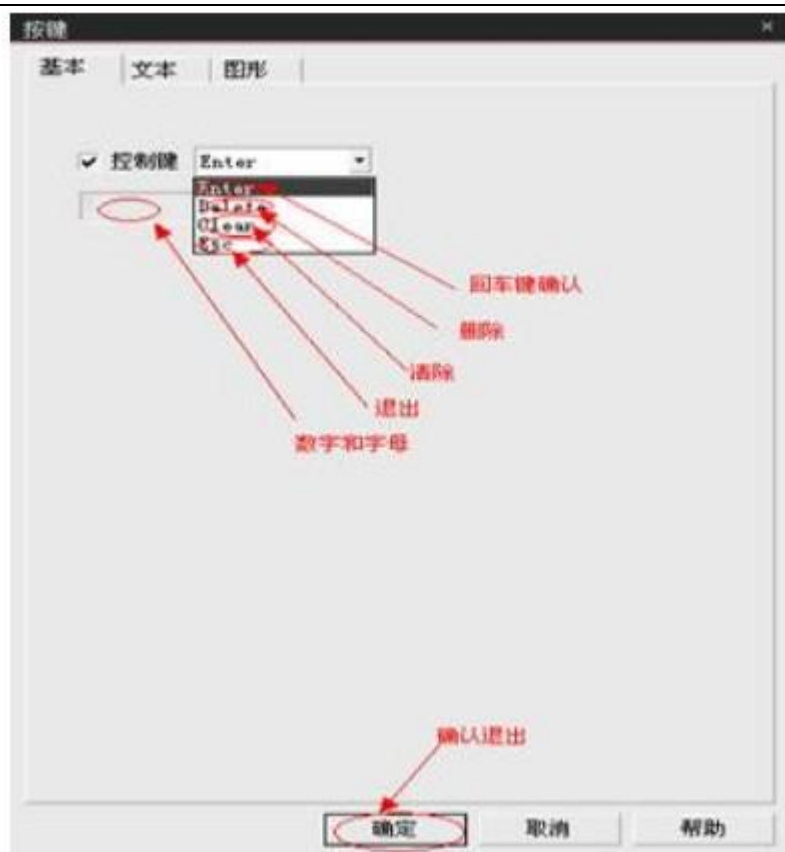 按键
基本 文本 图形
控制键 Enter
Enter
Delete
Clear
Esc
回车键确认
删除
清除
退出
数字和字母
确认退出
确定 取消 帮助